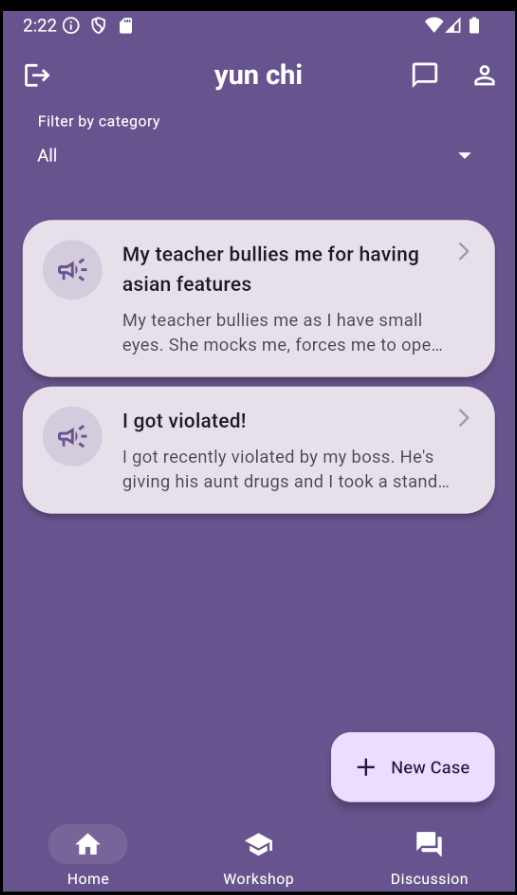 2:22
yun chi
Filter by category
All
My teacher bullies me for having
asian features
My teacher bullies me as I have small
eyes. She mocks me, forces me to ope…
I got violated!
I got recently violated by my boss. He's
giving his aunt drugs and I took a stand…
+ New Case
Home
Workshop
Discussion